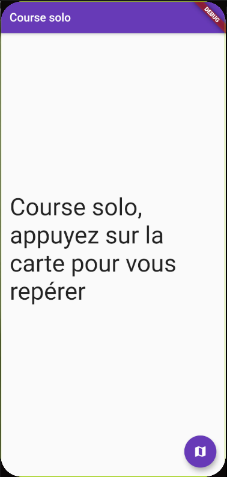 Course solo
DEBUG
Course solo,
appuyez sur la
carte pour vous
repérer